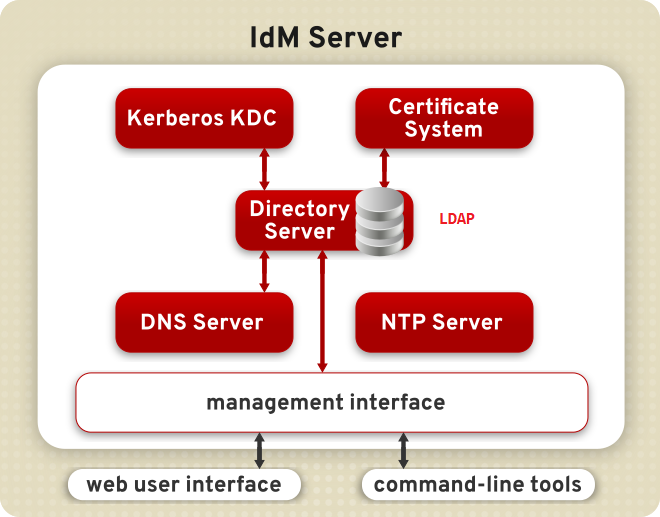 IdM Server
Kerberos KDC
Certificate
System
Directory
Server
LDAP
DNS Server
NTP Server
management interface
web user interface
command-line tools